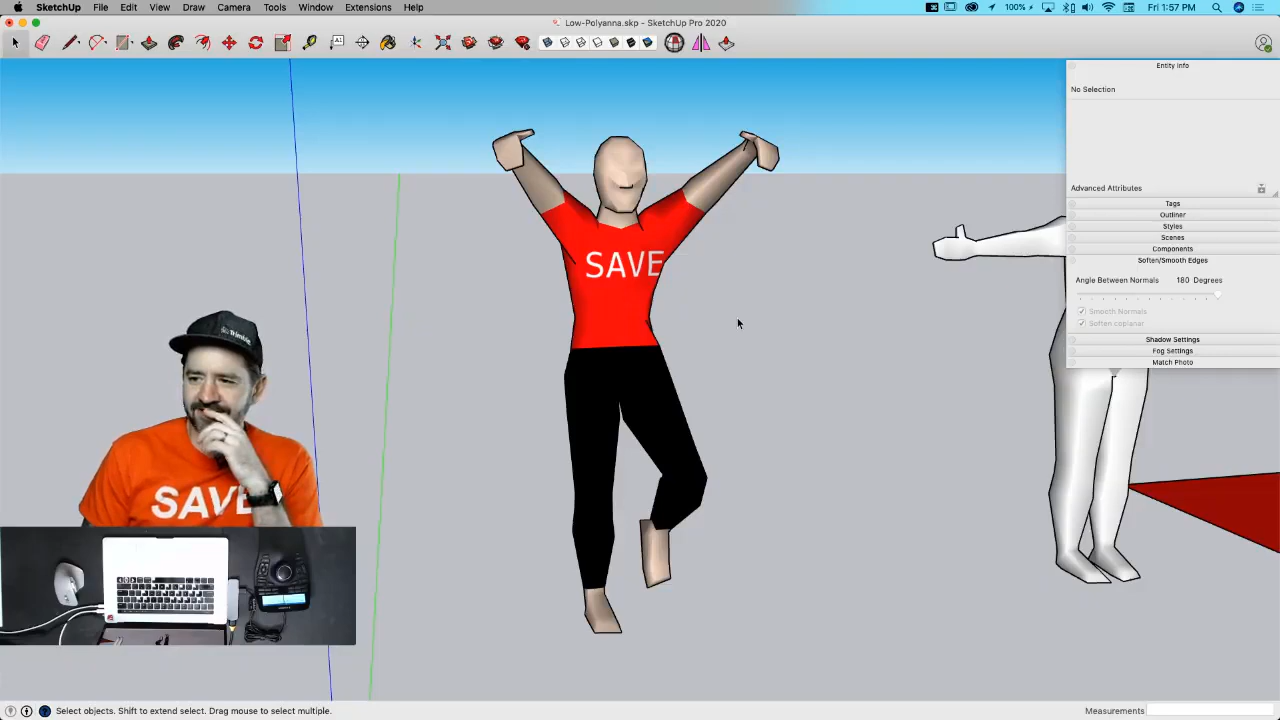 SketchUp File Edit View Draw Camera Tools Window Extensions Help
100% Fri 1:57 PM
Low-Polyanna.skp - SketchUp Pro 2020
Entity Info
No Selection
Advanced Attributes
Tags
Outliner
Styles
Scenes
Components
Soften/Smooth Edges
Angle Between Normals 180 Degrees
Smooth Normals
Soften coplanar
Shadow Settings
Fog Settings
Match Photo
SAVE
Trimble
SAVE
Select objects. Shift to extend select. Drag mouse to select multiple.
Measurements